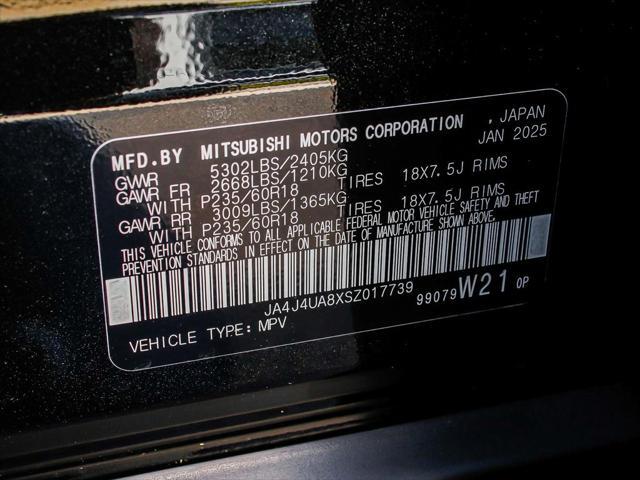 MFD.BY MITSUBISHI MOTORS CORPORATION , JAPAN
GWVR 5302LBS/2405KG JAN 2025
GAWR FR 2668LBS/1210KG TIRES 18X7.5J RIMS
WITH P235/60R18
GAWR RR 3009LBS/1365KG TIRES 18X7.5J RIMS
WITH P235/60R18
THIS VEHICLE CONFORMS TO ALL APPLICABLE FEDERAL MOTOR VEHICLE SAFETY AND THEFT
PREVENTION STANDARDS IN EFFECT ON THE DATE OF MANUFACTURE SHOWN ABOVE.
JA4J4UA8XSZ017739
99079 W21 0P
VEHICLE TYPE: MPV